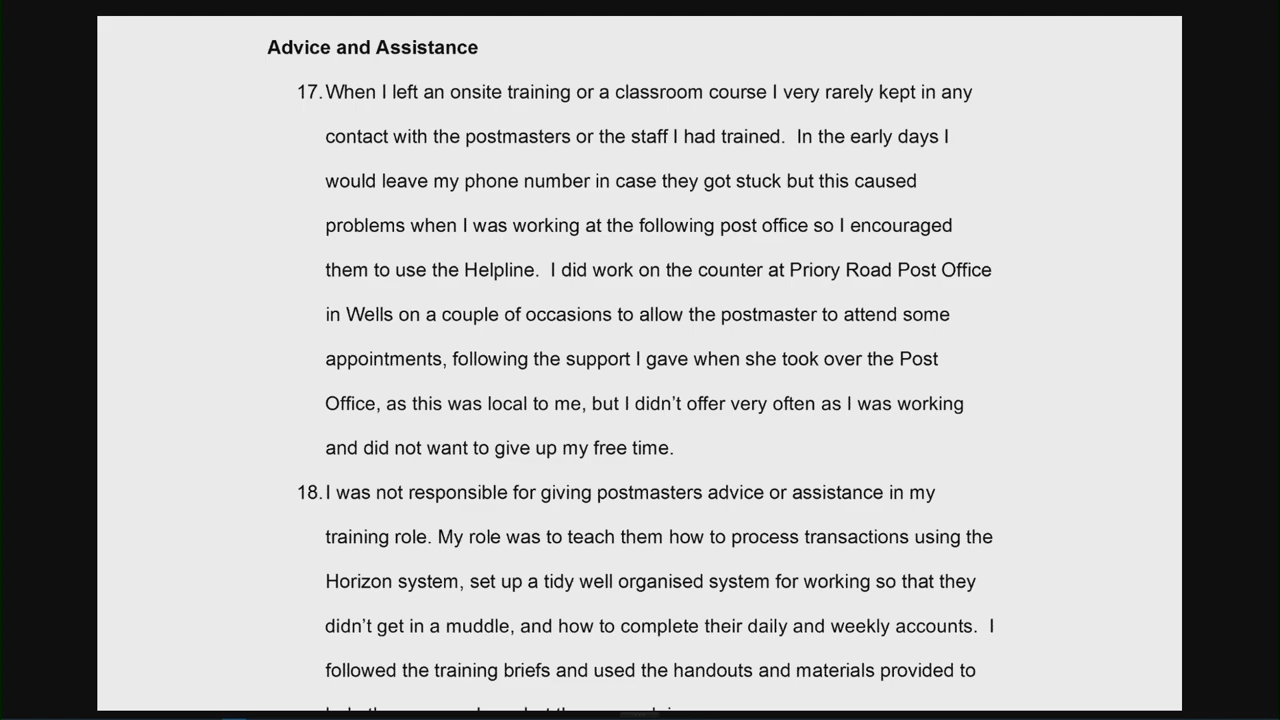 Advice and Assistance
17. When I left an onsite training or a classroom course I very rarely kept in any
contact with the postmasters or the staff I had trained.  In the early days I
would leave my phone number in case they got stuck but this caused
problems when I was working at the following post office so I encouraged
them to use the Helpline.  I did work on the counter at Priory Road Post Office
in Wells on a couple of occasions to allow the postmaster to attend some
appointments, following the support I gave when she took over the Post
Office, as this was local to me, but I didn’t offer very often as I was working
and did not want to give up my free time.
18. I was not responsible for giving postmasters advice or assistance in my
training role. My role was to teach them how to process transactions using the
Horizon system, set up a tidy well organised system for working so that they
didn’t get in a muddle, and how to complete their daily and weekly accounts.  I
followed the training briefs and used the handouts and materials provided to